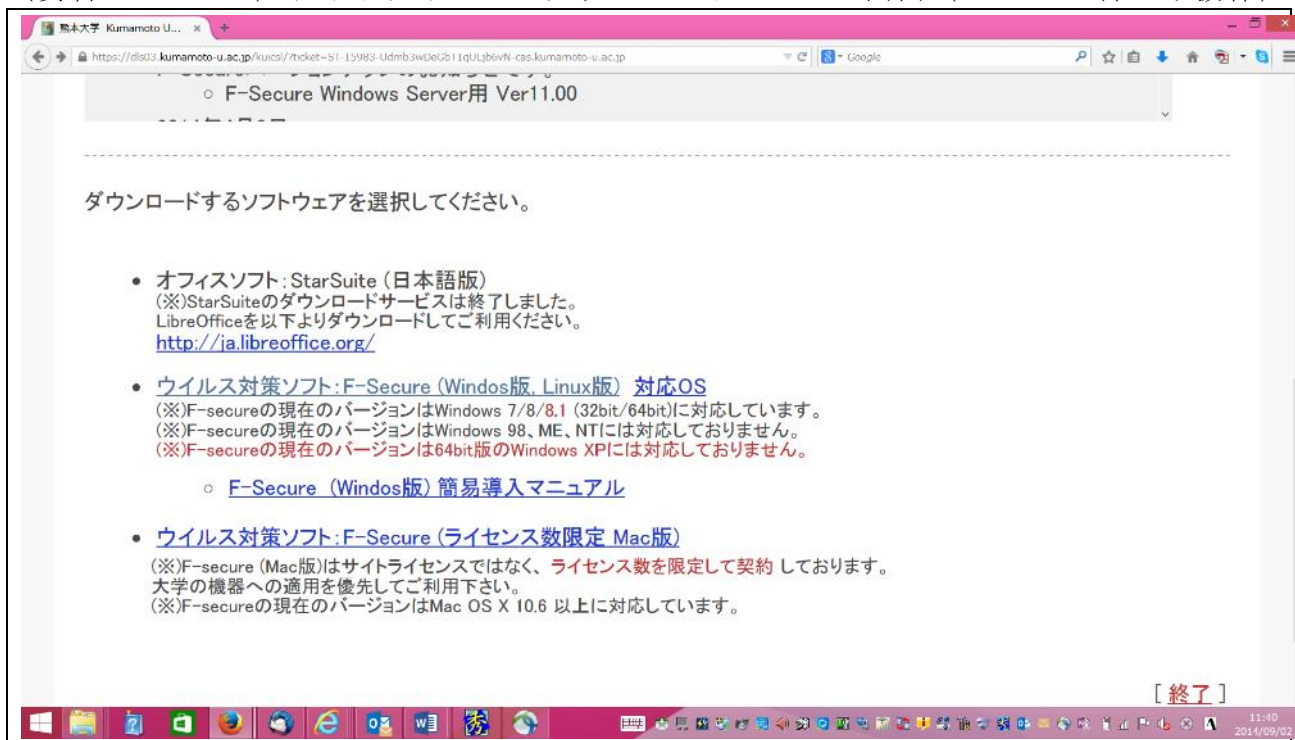 熊本大学 Kumamoto U...
Google
F-Secure Windows Server用 Ver11.00
ダウンロードするソフトウェアを選択してください。
オフィスソフト:StarSuite (日本語版)
(※)StarSuiteのダウンロードサービスは終了しました。
LibreOfficeを以下よりダウンロードしてご利用ください。
http://ja.libreoffice.org/
ウイルス対策ソフト:F-Secure (Windos版, Linux版) 対応OS
(※)F-secureの現在のバージョンはWindows 7/8/8.1 (32bit/64bit)に対応しています。
(※)F-secureの現在のバージョンはWindows 98、ME、NTには対応しておりません。
(※)F-secureの現在のバージョンは64bit版のWindows XPには対応しておりません。
F-Secure (Windos版) 簡易導入マニュアル
ウイルス対策ソフト:F-Secure (ライセンス数限定 Mac版)
(※)F-secure (Mac版)はサイトライセンスではなく、ライセンス数を限定して契約 しております。
大学の機器への適用を優先してご利用下さい。
(※)F-secureの現在のバージョンはMac OS X 10.6 以上に対応しています。
[ 終了 ]
11:40
2014/09/02